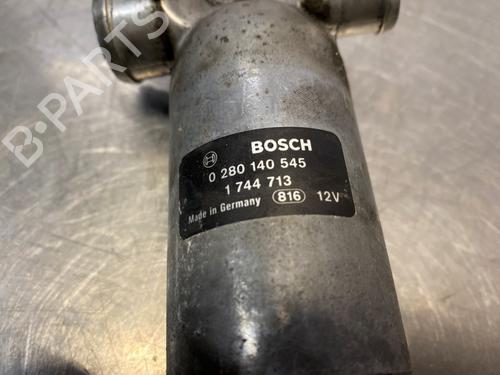 B-PARTS
BOSCH
0 280 140 545
1 744 713
Made in Germany 816 12V